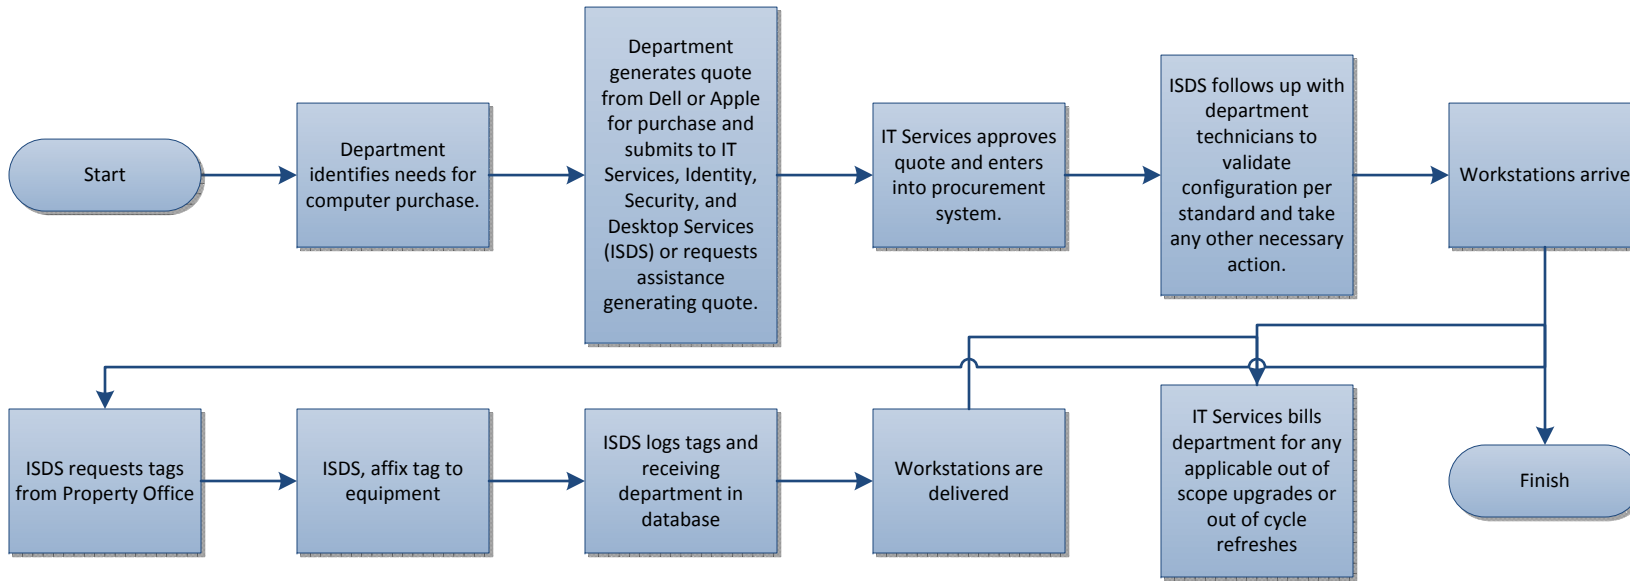 Start
Department
identifies needs for
computer purchase.
Department
generates quote
from Dell or Apple
for purchase and
submits to IT
Services, Identity,
Security, and
Desktop Services
(ISDS) or requests
assistance
generating quote.
IT Services approves
quote and enters
into procurement
system.
ISDS follows up with
department
technicians to
validate
configuration per
standard and take
any other necessary
action.
Workstations arrive
ISDS requests tags
from Property Office
ISDS, affix tag to
equipment
ISDS logs tags and
receiving
department in
database
Workstations are
delivered
IT Services bills
department for any
applicable out of
scope upgrades or
out of cycle
refreshes
Finish